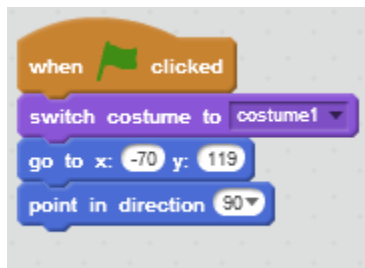 when clicked
switch costume to costume1
go to x: -70 y: 119
point in direction 90